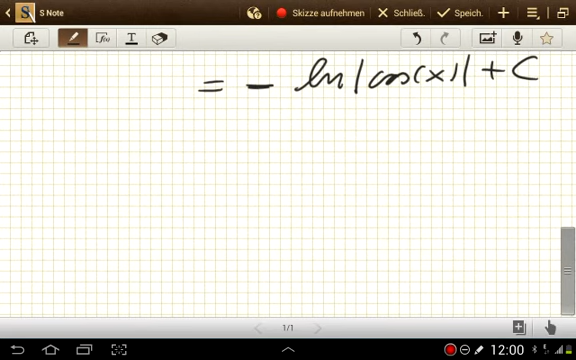 S Note
Skizze aufnehmen
Schließ.
Speich.
= - ln|cos(x)| + C
1/1
12:00